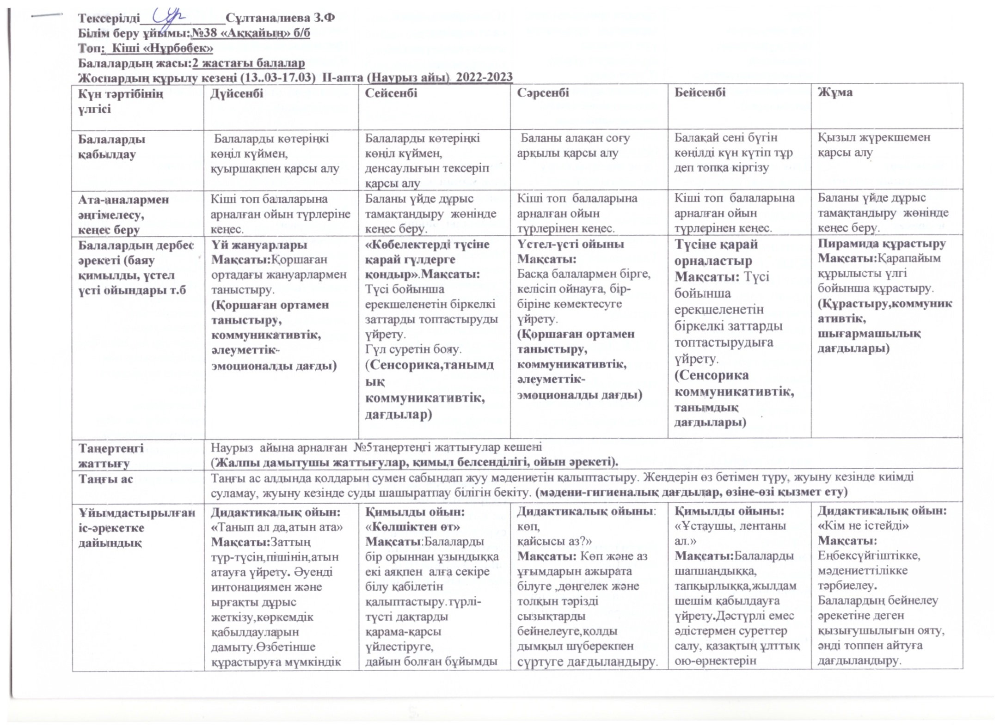 Тексерілді_____________Сұлтаналиева З.Ф
Білім беру ұйымы:№38 «Аққайың» б/б
Топ:  Кіші «Нұрбөбек»
Балалардың жасы:2 жастағы балалар
Жоспардың құрылу кезеңі (13..03-17.03)  ІІ-апта (Наурыз айы)  2022-2023
Күн тәртібінің
үлгісі
Дүйсенбі
Сейсенбі
Сәрсенбі
Бейсенбі
Жұма
Балаларды
қабылдау
Балаларды көтеріңкі
көңіл күймен,
қуыршақпен қарсы алу
Балаларды көтеріңкі
көңіл күймен,
денсаулығын тексеріп
қарсы алу
Баланы алақан соғу
арқылы қарсы алу
Балақай сені бүгін
көңілді күн күтіп тұр
деп топқа кіргізу
Қызыл жүрекшемен
қарсы алу
Ата-аналармен
әңгімелесу,
кеңес беру
Кіші топ балаларына
арналған ойын түрлеріне
кеңес.
Баланы үйде дұрыс
тамақтандыру  жөнінде
кеңес беру.
Кіші топ  балаларына
арналған ойын
түрлерінен кеңес.
Кіші топ  балаларына
арналған ойын
түрлерінен кеңес.
Баланы үйде дұрыс
тамақтандыру  жөнінде
кеңес беру.
Балалардың дербес
әрекеті (баяу
қимылды, үстел
үсті ойындары т.б
Үй жануарлары
Мақсаты:Қоршаған
ортадағы жануарлармен
таныстыру.
(Қоршаған ортамен
таныстыру,
коммуникативтік,
әлеуметтік-
эмоционалды дағды)
«Көбелектерді түсіне
қарай гүлдерге
қондыр».Мақсаты:
Түсі бойынша
ерекшеленетін біркелкі
заттарды топтастыруды
үйрету.
Гүл суретін бояу.
(Сенсорика,танымд
ық
коммуникативтік,
дағдылар)
Үстел-үсті ойыны
Мақсаты:
Басқа балалармен бірге,
келісіп ойнауға, бір-
біріне көмектесуге
үйрету.
(Қоршаған ортамен
таныстыру,
коммуникативтік,
әлеуметтік-
эмоционалды дағды)
Түсіне қарай
орналастыр
Мақсаты: Түсі
бойынша
ерекшеленетін
біркелкі заттарды
топтастырудыға
үйрету.
(Сенсорика
коммуникативтік,
танымдық
дағдылары)
Пирамида құрастыру
Мақсаты:Қарапайым
құрылысты үлгі
бойынша құрастыру.
(Құрастыру,коммуник
ативтік,
шығармашылық
дағдылары)
Таңертеңгі
жаттығу
Наурыз  айына арналған  №5таңертеңгі жаттығулар кешені
(Жалпы дамытушы жаттығулар, қимыл белсенділігі, ойын әрекеті).
Таңғы ас
Таңғы ас алдында қолдарын сумен сабындап жуу мәдениетін қалыптастыру. Жеңдерін өз бетімен түру, жуыну кезінде киімді
суламау, жуыну кезінде суды шашыратпау білігін бекіту. (мәдени-гигиеналық дағдылар, өзіне-өзі қызмет ету)
Ұйымдастырылған
іс-әрекетке
дайындық
Дидактикалық ойын:
«Танып ал да,атын ата»
Мақсаты:Заттың
түр-түсін,пішінін,атын
атауға үйрету. Әуенді
интонациямен және
ырғақты дұрыс
жеткізу,көркемдік
қабылдауларын
дамыту.Өзбетінше
құрастыруға мүмкіндік
Қимылды ойын:
«Көлшіктен өт»
Мақсаты:Балаларды
бір орыннан ұзындыққа
екі аяқпен  алға секіре
білу қабілетін
қалыптастыру.түрлі-
түсті дақтарды
қарама-қарсы
үйлестіруге,
дайын болған бұйымды
Дидактикалық ойыны:
көп,
қайсысы аз?»
Мақсаты: Көп және аз
ұғымдарын ажырата
білуге ,дөңгелек және
толқын тәрізді
сызықтарды
бейнелеуге,қолды
дымқыл шүберекпен
сүртуге дағдыландыру.
Қимылды ойыны:
«Ұстаушы, лентаны
ал.»
Мақсаты:Балаларды
шапшаңдыққа,
тапқырлыққа,жылдам
шешім қабылдауға
үйрету.Дәстүрлі емес
әдістермен суреттер
салу, қазақтың ұлттық
ою-өрнектерін
Дидактикалық ойын:
«Кім не істейді»
Мақсаты:
Еңбексүйгіштікке,
мәдениеттілікке
тәрбиелеу.
Балалардың бейнелеу
әрекетіне деген
қызығушылығын ояту,
әнді топпен айтуға
дағдыландыру.